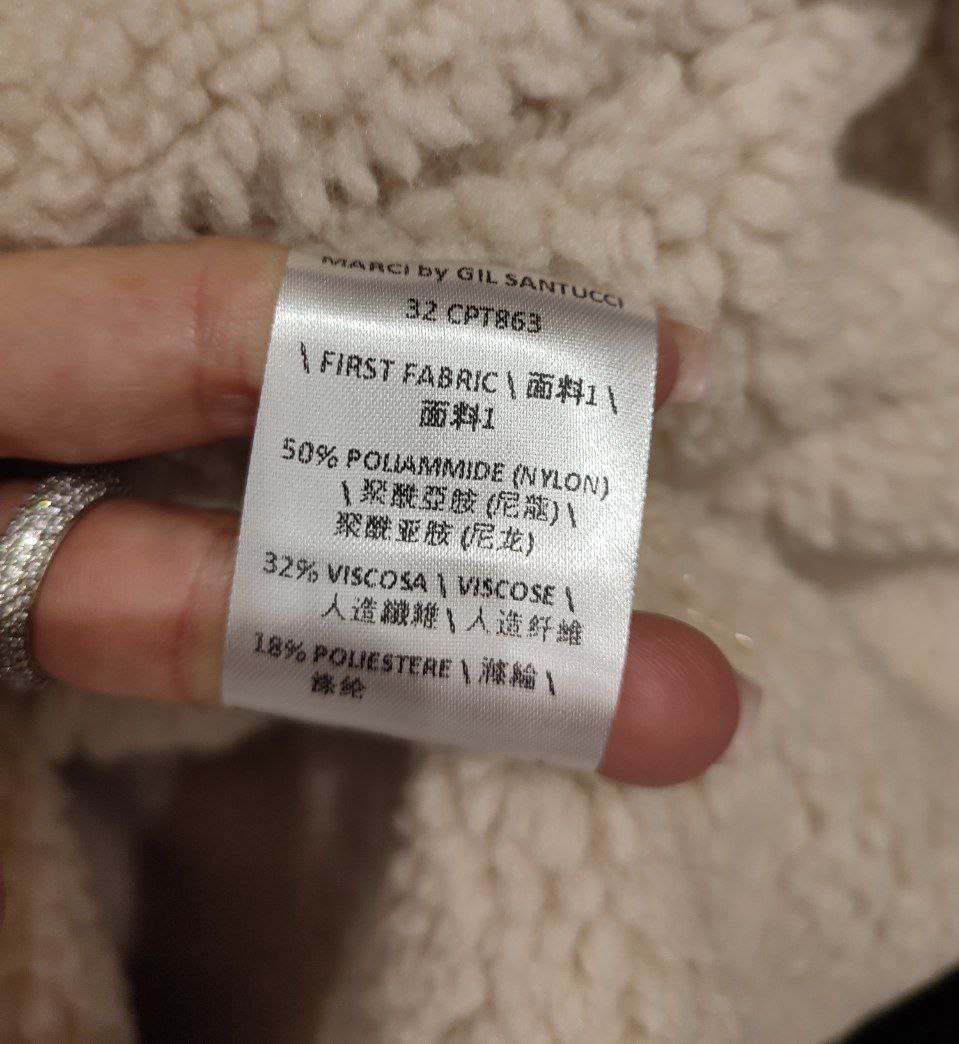 MARCI by GIL SANTUCCI
32 CPT863
\ FIRST FABRIC \ 面料1 \
面料1
50% POLIAMMIDE (NYLON)
\ 聚酰亞胺 (尼龍) \
聚酰亚胺 (尼龙)
32% VISCOSA \ VISCOSE \
人造纖維 \ 人造纤維
18% POLIESTERE \ 滌綸 \
涤纶